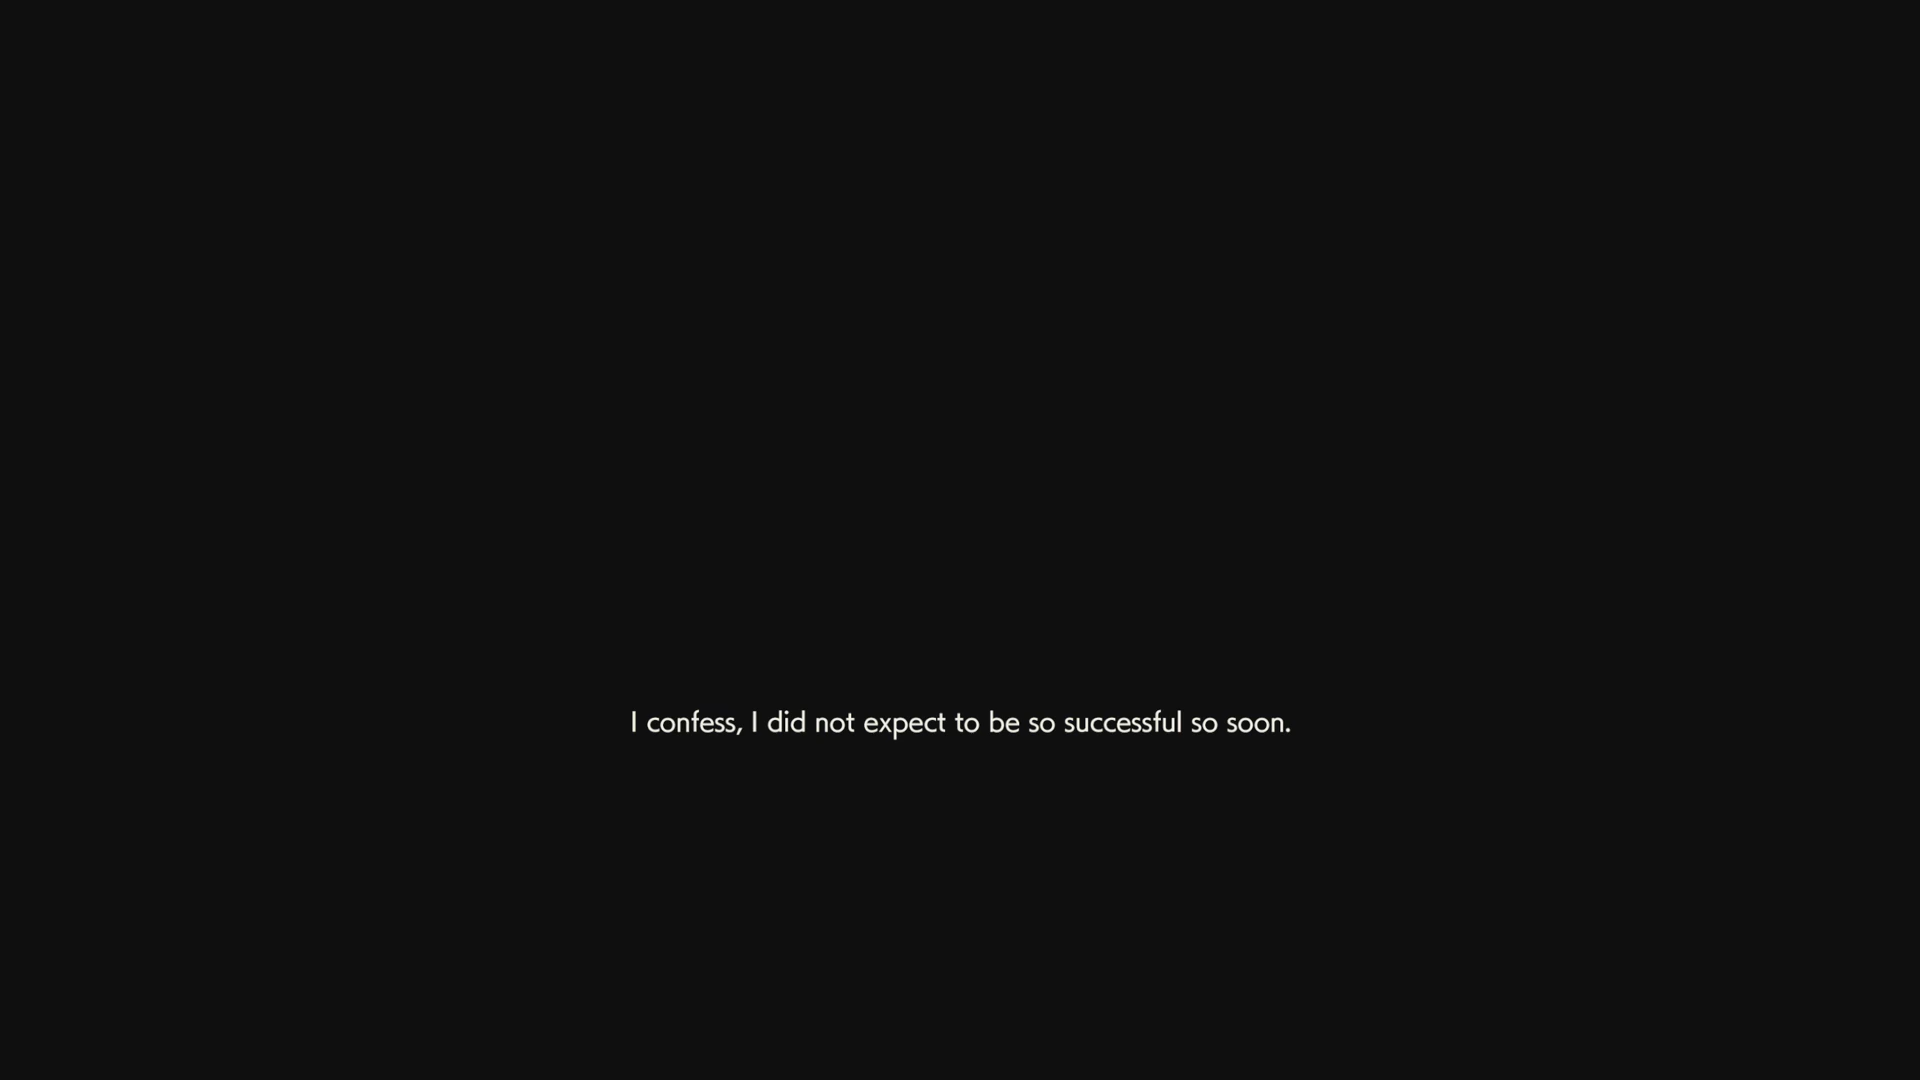 I confess, I did not expect to be so successful so soon.